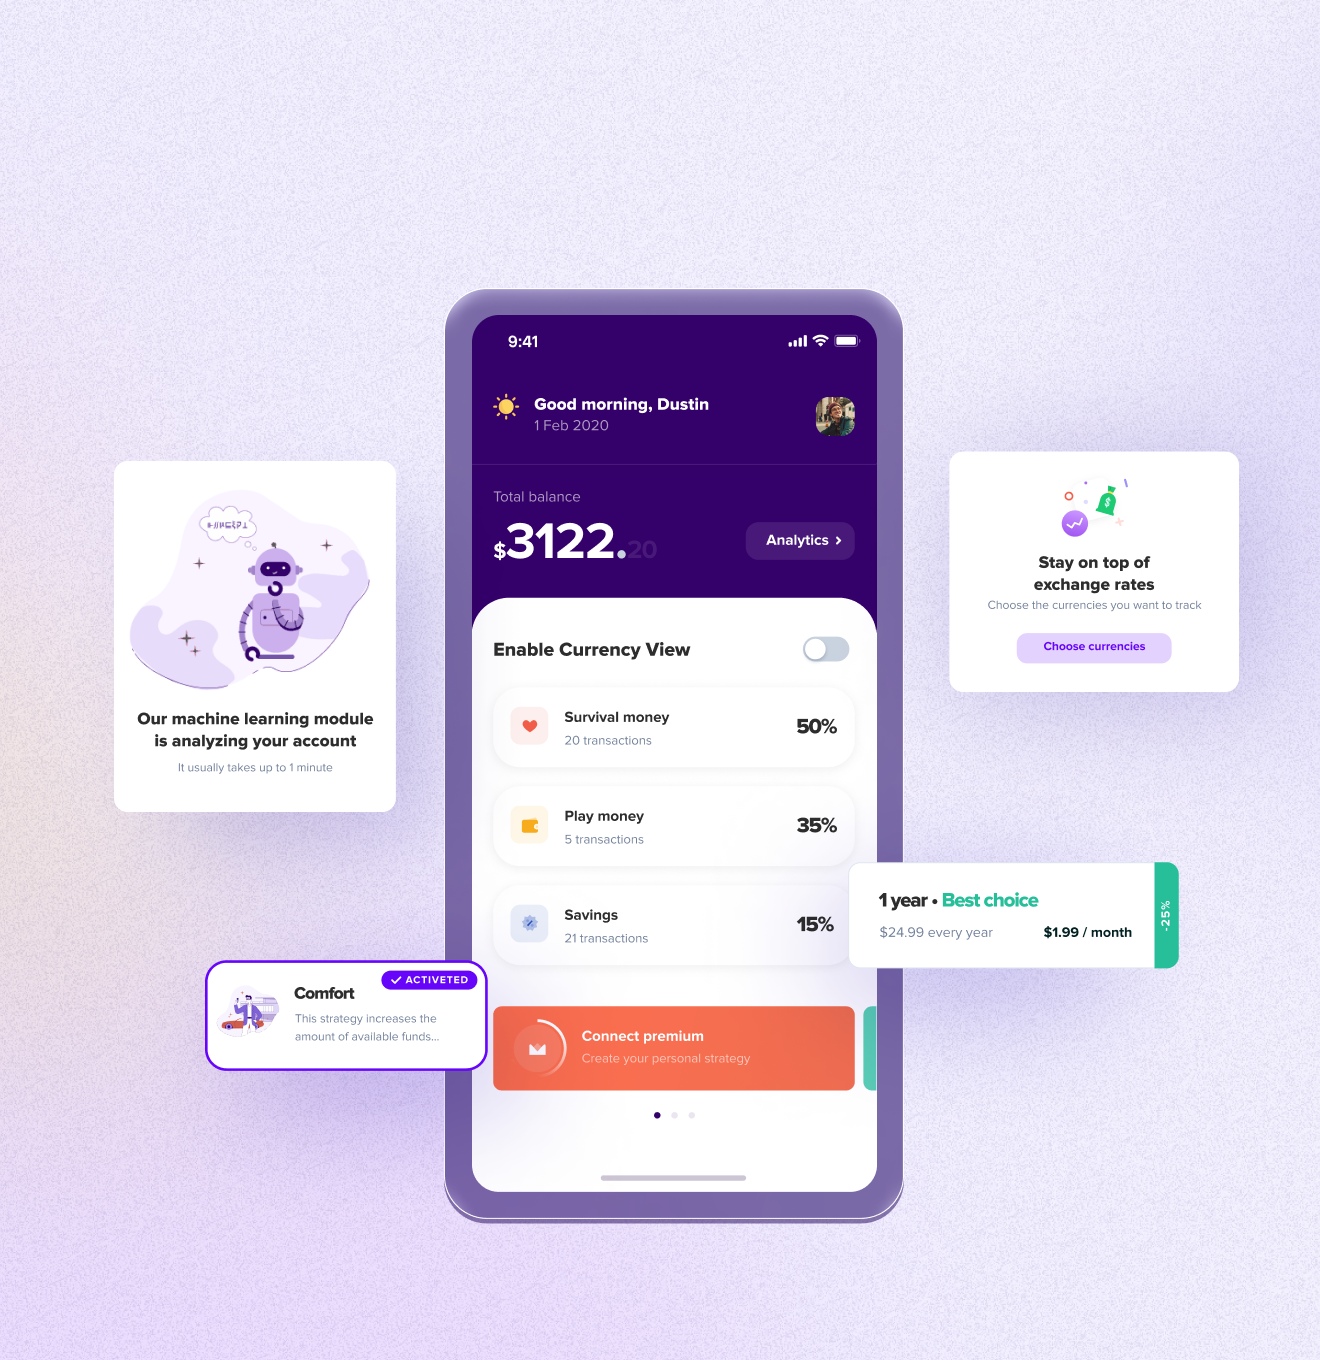 9:41
Good morning, Dustin
1 Feb 2020
Total balance
$3122.20
Analytics
Enable Currency View
Survival money
20 transactions
50%
Play money
5 transactions
35%
Savings
21 transactions
15%
Connect premium
Create your personal strategy
Our machine learning module
is analyzing your account
It usually takes up to 1 minute
Stay on top of
exchange rates
Choose the currencies you want to track
Choose currencies
1 year • Best choice
$24.99 every year
$1.99 / month
-25%
ACTIVETED
Comfort
This strategy increases the
amount of available funds...